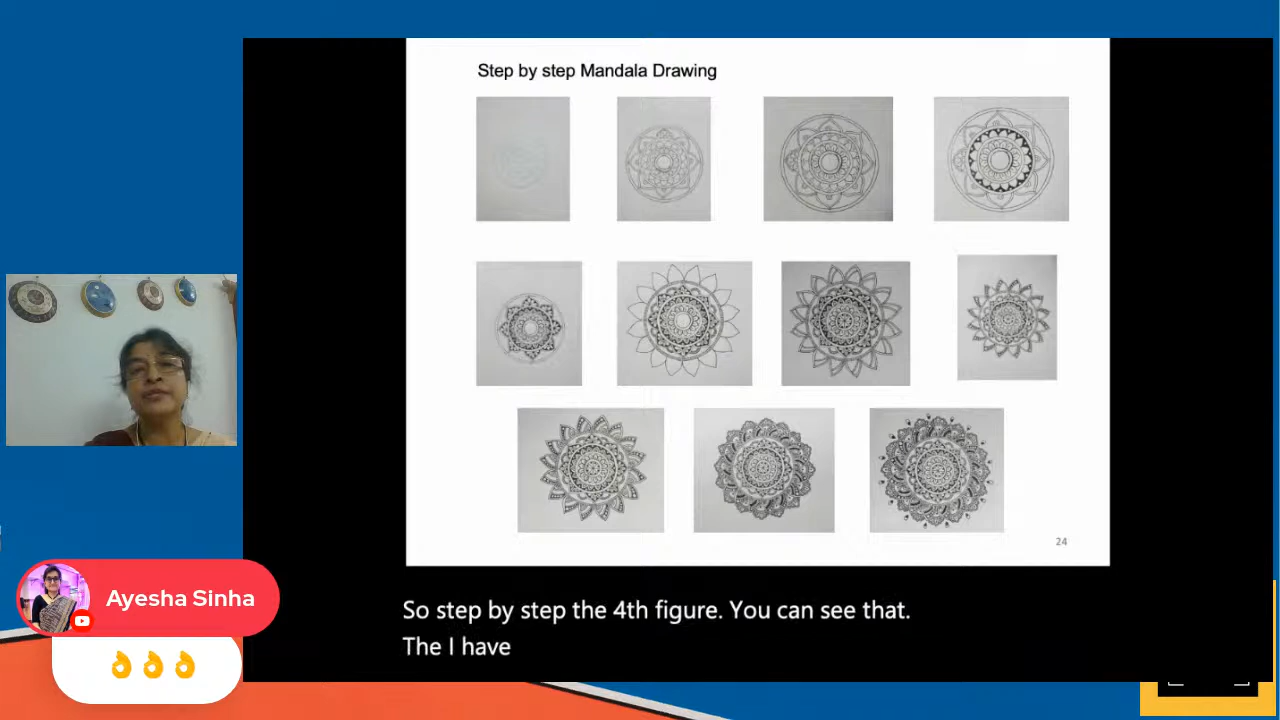 Step by step Mandala Drawing
24
So step by step the 4th figure. You can see that.
The I have
Ayesha Sinha